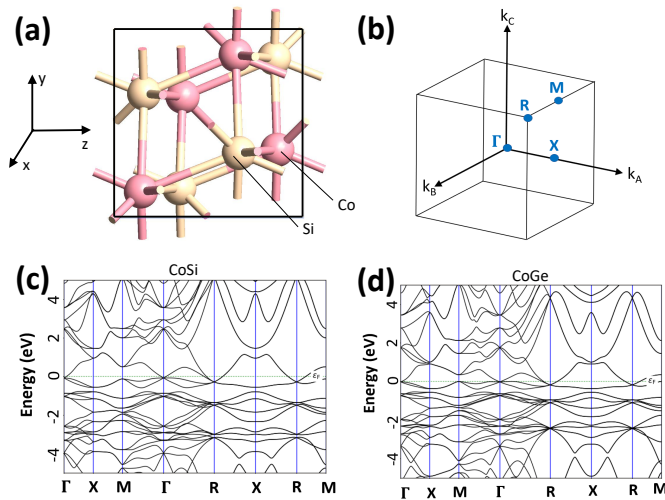 (a)
y
z
x
Si
Co
(b)
k_C
M
R
Γ
X
k_B
k_A
(c)
CoSi
Energy (eV)
4
2
0
-2
-4
ε_F
Γ X M Γ R X R M
(d)
CoGe
Energy (eV)
4
2
0
-2
-4
ε_F
Γ X M Γ R X R M